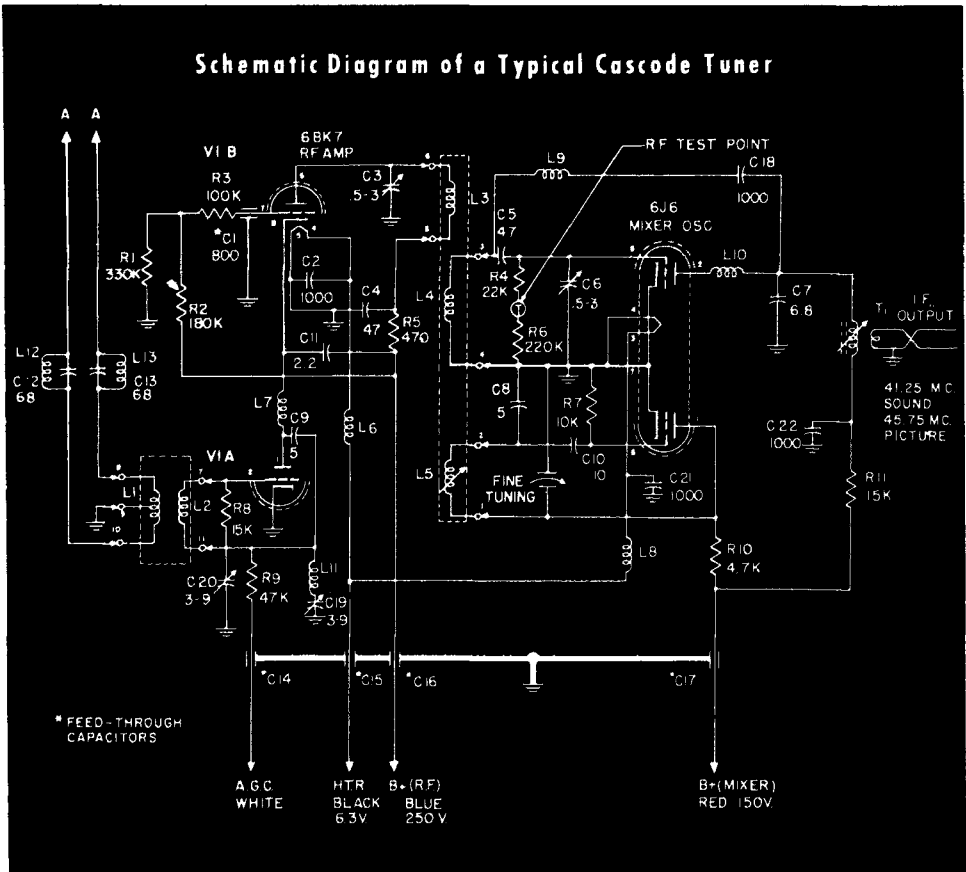 Schematic Diagram of a Typical Cascode Tuner
A A
6BK7
RF AMP
V1B
R3
100K
*C1
800
R1
330K
R2
180K
C3
.5-3
C2
1000
C4
47
R5
470
C11
2.2
L3
L4
L5
C5
47
R4
22K
R6
220K
RF TEST POINT
L9
C18
1000
6J6
MIXER OSC
L10
C6
.5-3
C7
6.8
T1
I.F.
OUTPUT
41.25 M.C.
SOUND
45.75 M.C.
PICTURE
L12
C12
68
L13
C13
68
L7
C9
5
L6
V1A
L1
L2
R8
15K
C20
3-9
R9
47K
L11
C19
3-9
C8
5
R7
10K
C10
10
FINE
TUNING
C21
1000
C22
1000
R11
15K
L8
R10
4.7K
*C14
*C15
*C16
*C17
* FEED-THROUGH
CAPACITORS
A.G.C.
WHITE
HTR
BLACK
6.3V.
B+(R.F)
BLUE
250V.
B+(MIXER)
RED 150V.